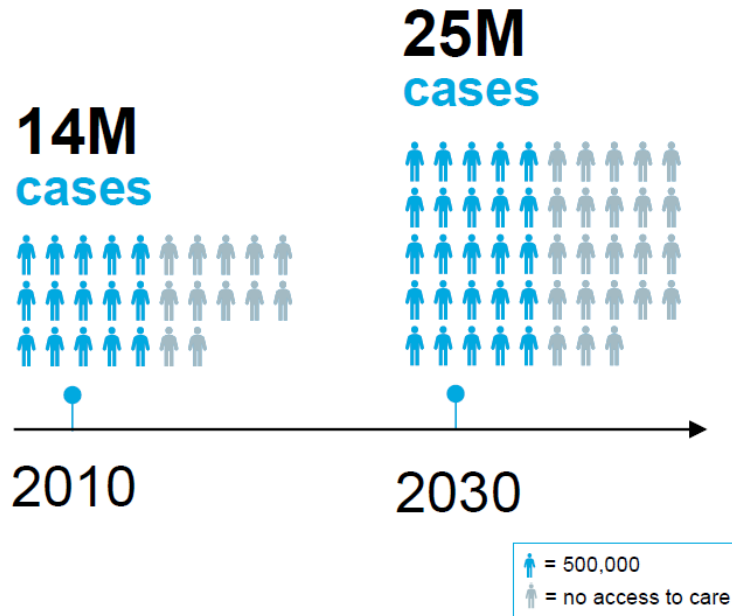 14M
cases
25M
cases
2010
2030
= 500,000
= no access to care